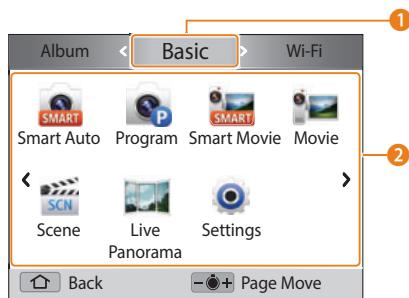 1
Album Basic Wi-Fi
SMART P SMART
Smart Auto Program Smart Movie Movie
SCN
Scene Live Panorama Settings
2
Back Page Move